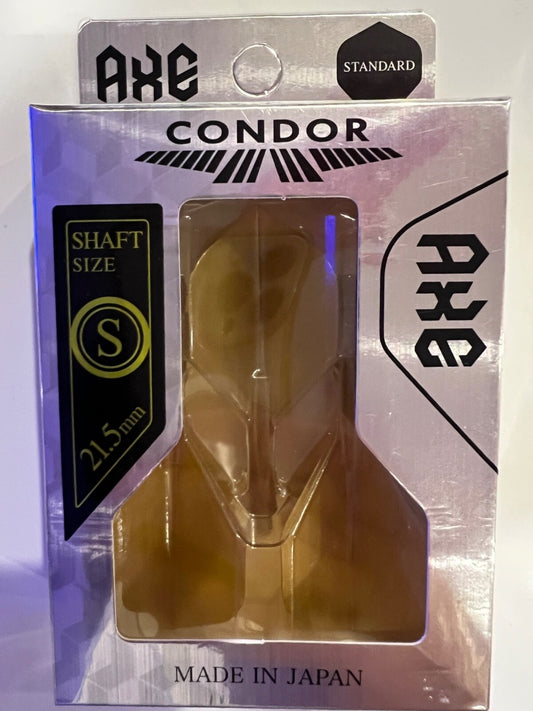 AXE
STANDARD
CONDOR
SHAFT
SIZE
S
21.5mm
AXE
MADE IN JAPAN